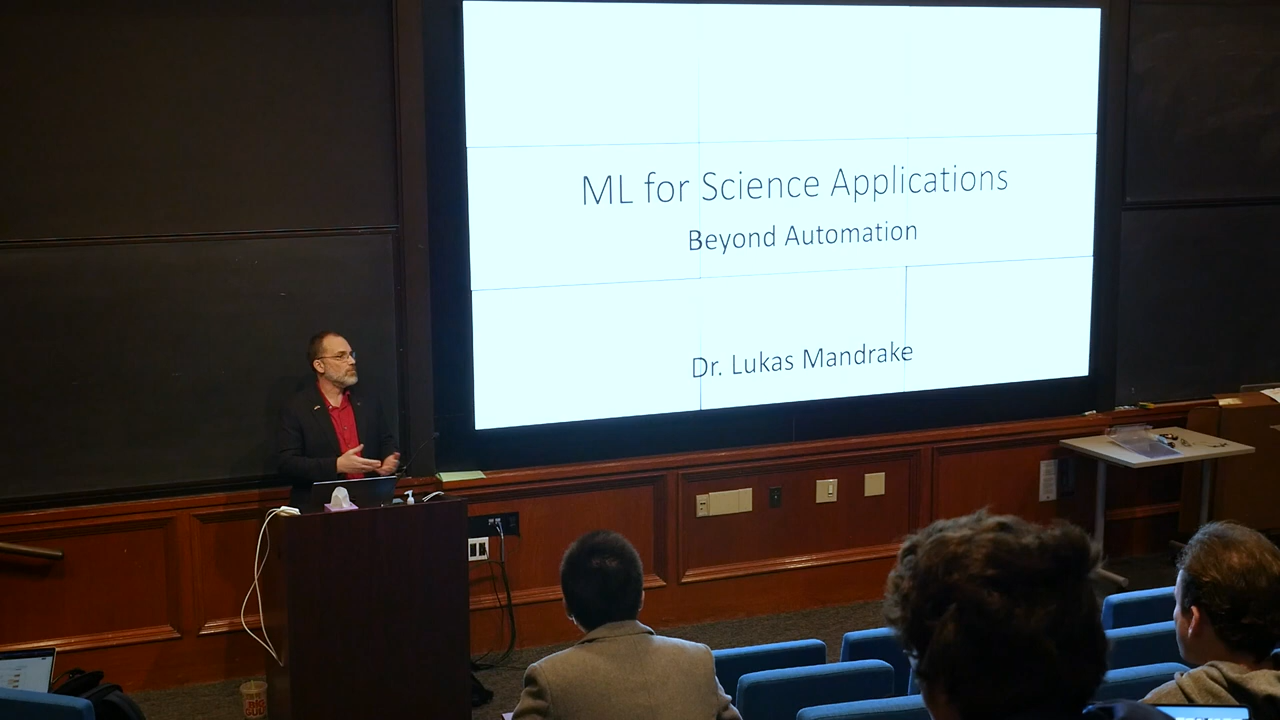 ML for Science Applications
Beyond Automation
Dr. Lukas Mandrake